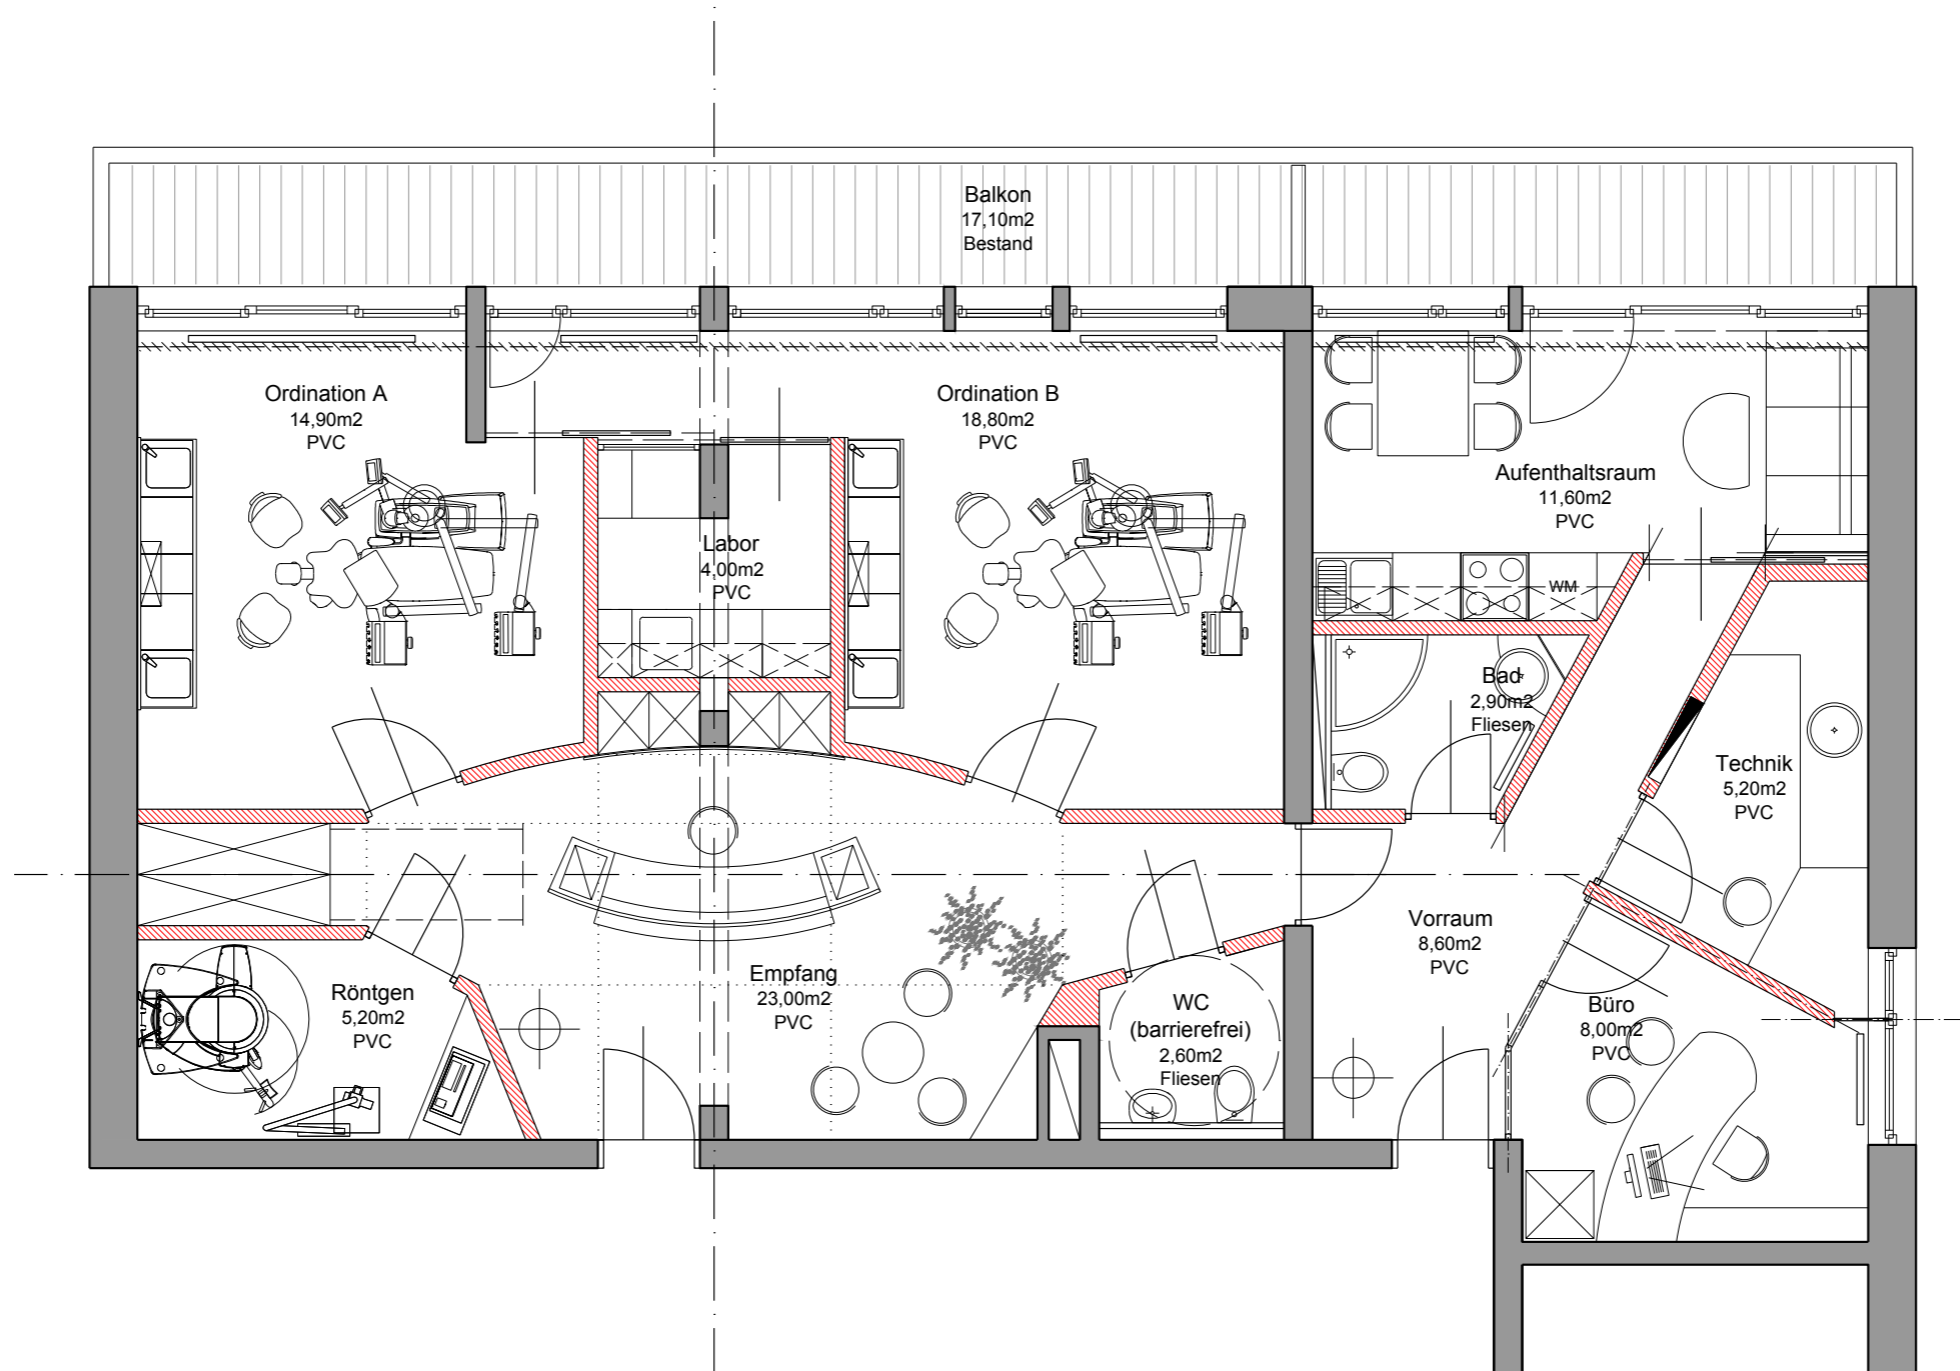 Balkon
17,10m2
Bestand
Ordination A
14,90m2
PVC
Ordination B
18,80m2
PVC
Aufenthaltsraum
11,60m2
PVC
Labor
4,00m2
PVC
WM
Bad
2,90m2
Fliesen
Technik
5,20m2
PVC
Vorraum
8,60m2
PVC
Empfang
23,00m2
PVC
Röntgen
5,20m2
PVC
WC
(barrierefrei)
2,60m2
Fliesen
Büro
8,00m2
PVC